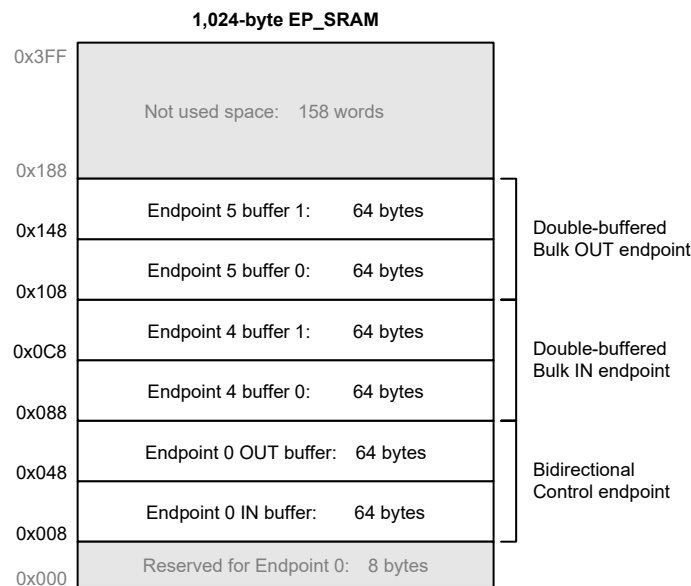 1,024-byte EP_SRAM
0x3FF
Not used space: 158 words
0x188
Endpoint 5 buffer 1: 64 bytes
0x148
Double-buffered
Bulk OUT endpoint
Endpoint 5 buffer 0: 64 bytes
0x108
Endpoint 4 buffer 1: 64 bytes
0x0C8
Double-buffered
Bulk IN endpoint
Endpoint 4 buffer 0: 64 bytes
0x088
Endpoint 0 OUT buffer: 64 bytes
0x048
Bidirectional
Control endpoint
Endpoint 0 IN buffer: 64 bytes
0x008
Reserved for Endpoint 0: 8 bytes
0x000